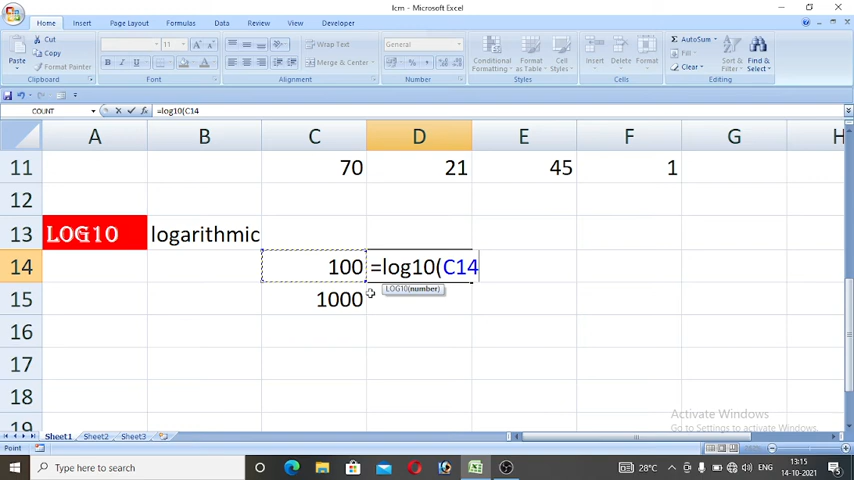 lcm - Microsoft Excel
Home Insert Page Layout Formulas Data Review View Developer
Paste
Cut
Copy
Format Painter
Clipboard
11
B I U
Font
Wrap Text
Merge & Center
Alignment
General
Number
Conditional Formatting
Format as Table
Cell Styles
Styles
Insert Delete Format
Cells
AutoSum
Fill
Clear
Sort & Filter
Find & Select
Editing
COUNT
=log10(C14
A B C D E F G H
11 70 21 45 1
12
13 LOG10 logarithmic
14 100 =log10(C14
LOG10(number)
15 1000
16
17
18
19
Activate Windows
Go to Settings to activate Windows.
Sheet1 Sheet2 Sheet3
Point
100%
Type here to search
28°C
ENG
13:15
14-10-2021
5